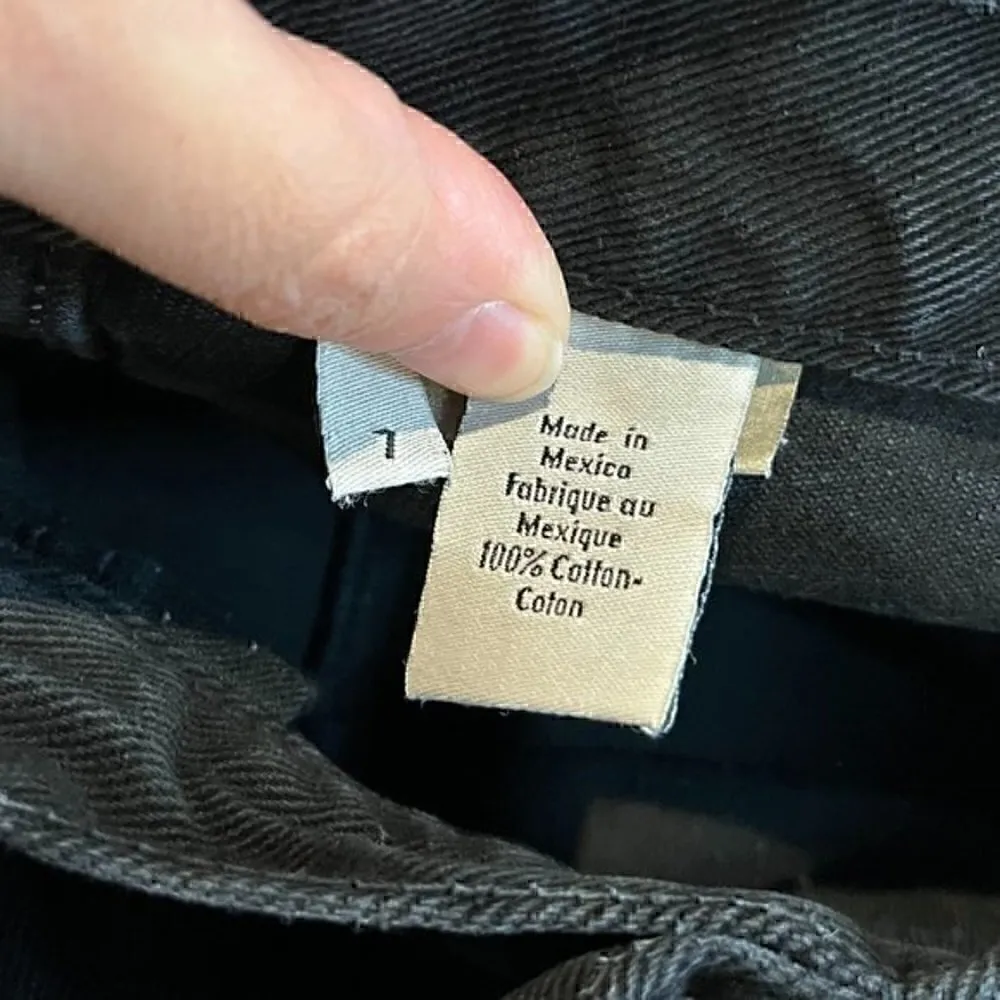 L
Made in
Mexico
Fabrique au
Mexique
100% Cotton-
Coton